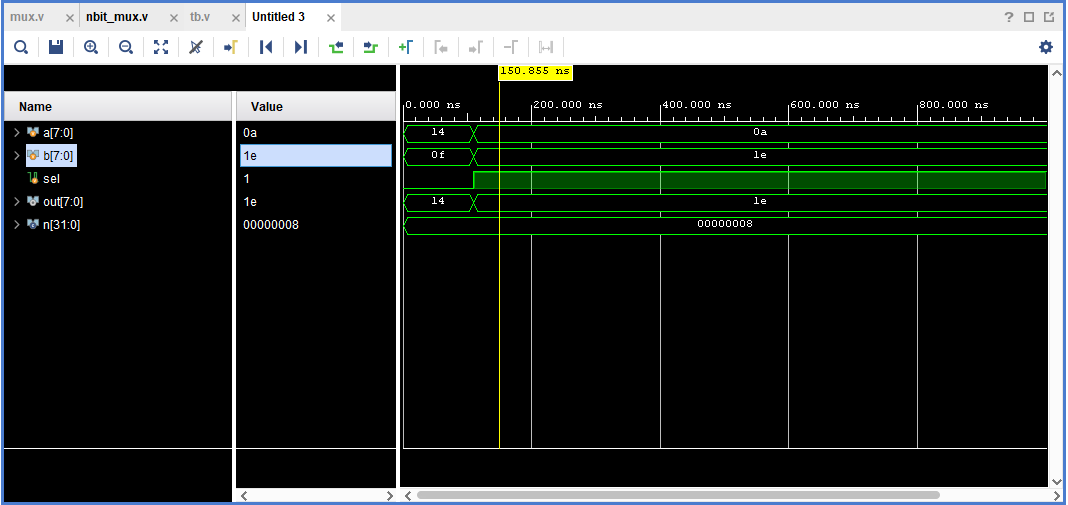 mux.v nbit_mux.v tb.v Untitled 3
150.855 ns
Name Value 0.000 ns 200.000 ns 400.000 ns 600.000 ns 800.000 ns
a[7:0] 0a 14 0a
b[7:0] 1e 0f 1e
sel 1
out[7:0] 1e 14 1e
n[31:0] 00000008 00000008